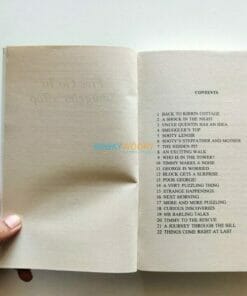 CONTENTS
1 BACK TO KIRRIN COTTAGE
2 A SHOCK IN THE NIGHT
3 UNCLE QUENTIN HAS AN IDEA
4 SMUGGLER'S TOP
5 SOOTY LENOIR
6 SOOTY'S STEPFATHER AND MOTHER
7 THE HIDDEN PIT
8 AN EXCITING WALK
9 WHO IS IN THE TOWER?
10 TIMMY MAKES A NOISE
11 GEORGE IS WORRIED
12 BLOCK GETS A SURPRISE
13 POOR GEORGE!
14 A VERY PUZZLING THING
15 STRANGE HAPPENINGS
16 NEXT MORNING
17 MORE AND MORE PUZZLING
18 CURIOUS DISCOVERIES
19 MR BARLING TALKS
20 TIMMY TO THE RESCUE
21 A JOURNEY THROUGH THE HILL
22 THINGS COME RIGHT AT LAST